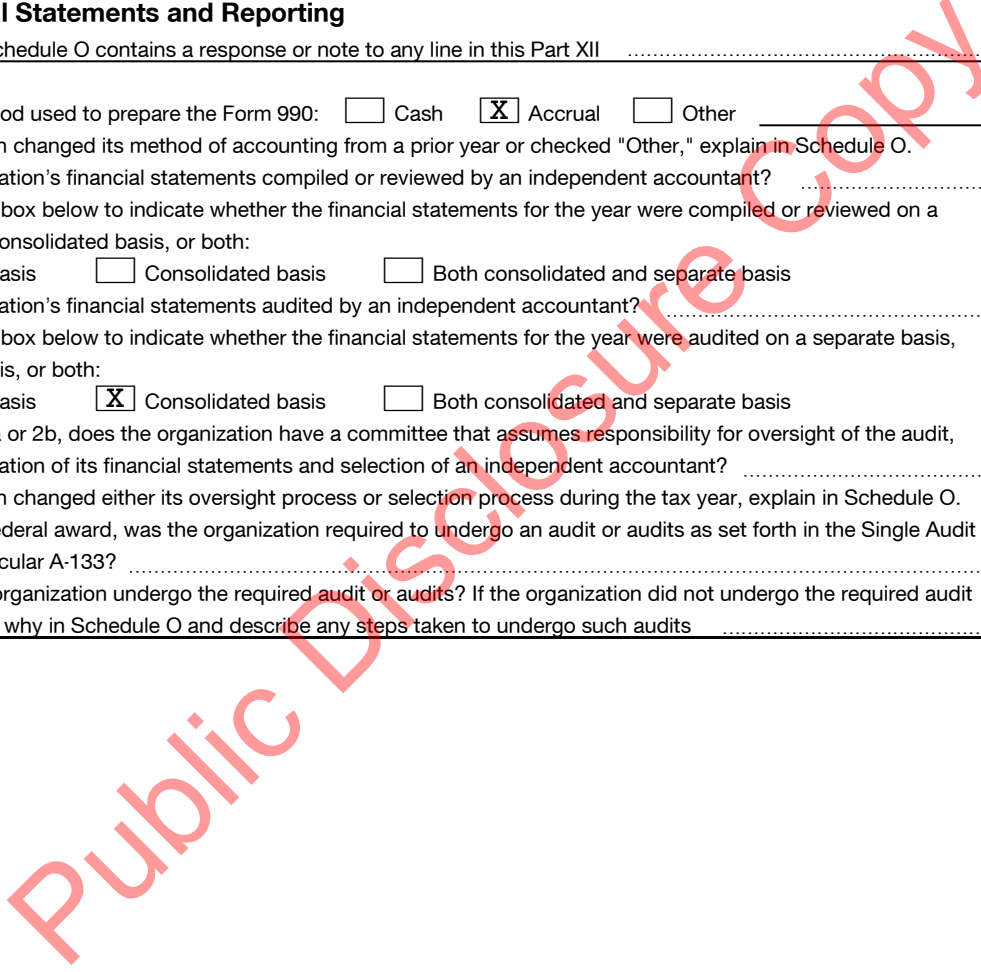 l Statements and Reporting
chedule O contains a response or note to any line in this Part XII
od used to prepare the Form 990: Cash X Accrual Other
n changed its method of accounting from a prior year or checked "Other," explain in Schedule O.
ation's financial statements compiled or reviewed by an independent accountant?
box below to indicate whether the financial statements for the year were compiled or reviewed on a
onsolidated basis, or both:
asis Consolidated basis Both consolidated and separate basis
ation's financial statements audited by an independent accountant?
box below to indicate whether the financial statements for the year were audited on a separate basis,
is, or both:
asis X Consolidated basis Both consolidated and separate basis
or 2b, does the organization have a committee that assumes responsibility for oversight of the audit,
ation of its financial statements and selection of an independent accountant?
n changed either its oversight process or selection process during the tax year, explain in Schedule O.
ederal award, was the organization required to undergo an audit or audits as set forth in the Single Audit
cular A-133?
organization undergo the required audit or audits? If the organization did not undergo the required audit
why in Schedule O and describe any steps taken to undergo such audits
Public Disclosure Copy